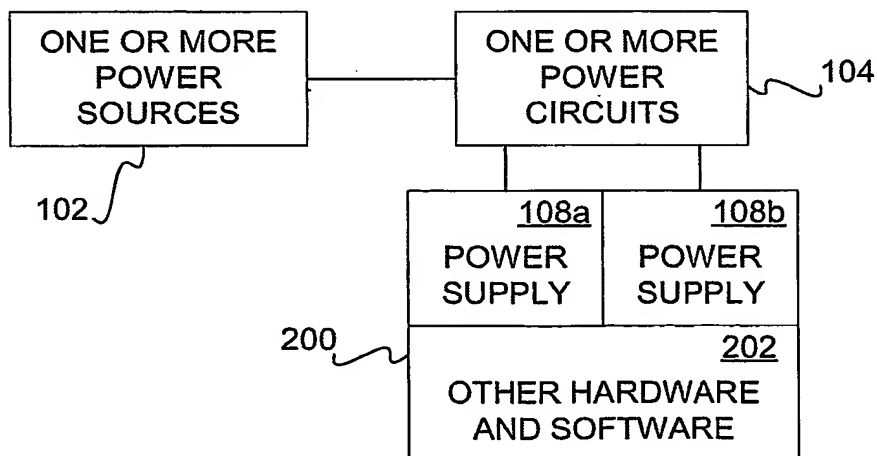 ONE OR MORE
POWER
SOURCES
102
ONE OR MORE
POWER
CIRCUITS
104
108a
POWER
SUPPLY
108b
POWER
SUPPLY
200
202
OTHER HARDWARE
AND SOFTWARE